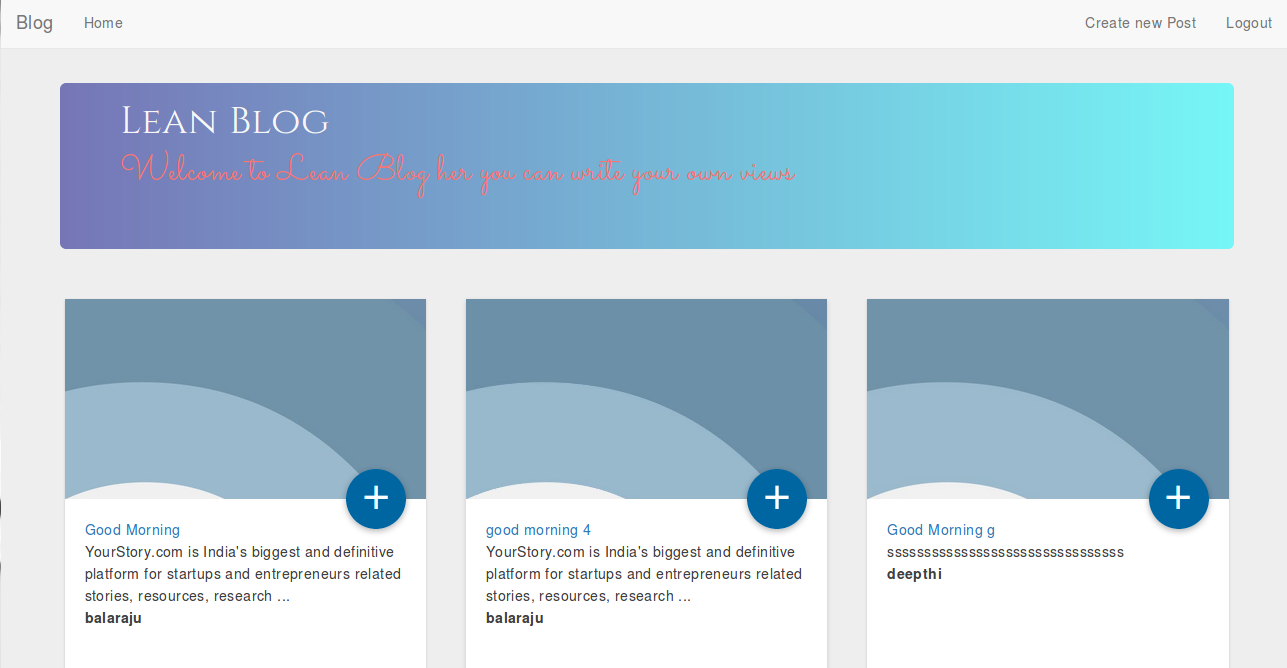 Blog Home Create new Post Logout
Lean Blog
Welcome to Lean Blog her you can write your own views
Good Morning
YourStory.com is India's biggest and definitive
platform for startups and entrepreneurs related
stories, resources, research ...
balaraju
good morning 4
YourStory.com is India's biggest and definitive
platform for startups and entrepreneurs related
stories, resources, research ...
balaraju
Good Morning g
ssssssssssssssssssssssssssssssss
deepthi